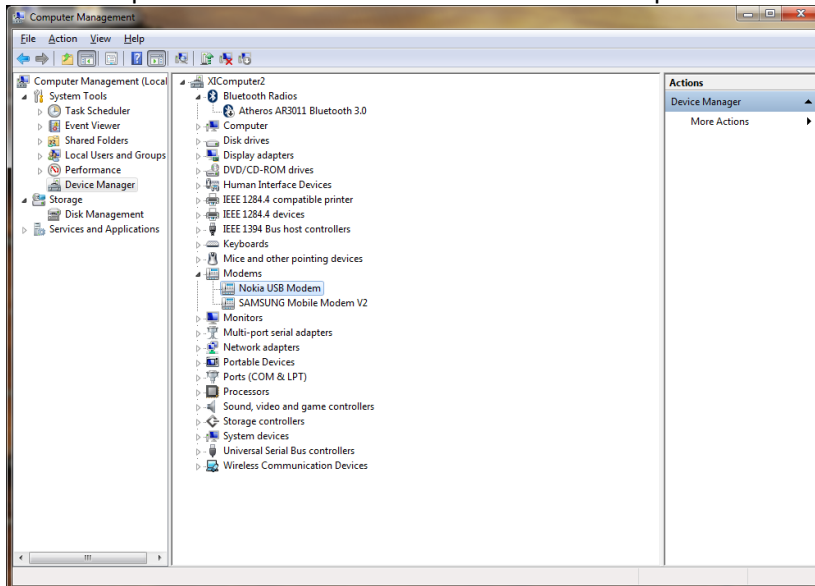 Computer Management
File Action View Help
Computer Management (Local
System Tools
Task Scheduler
Event Viewer
Shared Folders
Local Users and Groups
Performance
Device Manager
Storage
Disk Management
Services and Applications
XIComputer2
Bluetooth Radios
Atheros AR3011 Bluetooth 3.0
Computer
Disk drives
Display adapters
DVD/CD-ROM drives
Human Interface Devices
IEEE 1284.4 compatible printer
IEEE 1284.4 devices
IEEE 1394 Bus host controllers
Keyboards
Mice and other pointing devices
Modems
Nokia USB Modem
SAMSUNG Mobile Modem V2
Monitors
Multi-port serial adapters
Network adapters
Portable Devices
Ports (COM & LPT)
Processors
Sound, video and game controllers
Storage controllers
System devices
Universal Serial Bus controllers
Wireless Communication Devices
Actions
Device Manager
More Actions